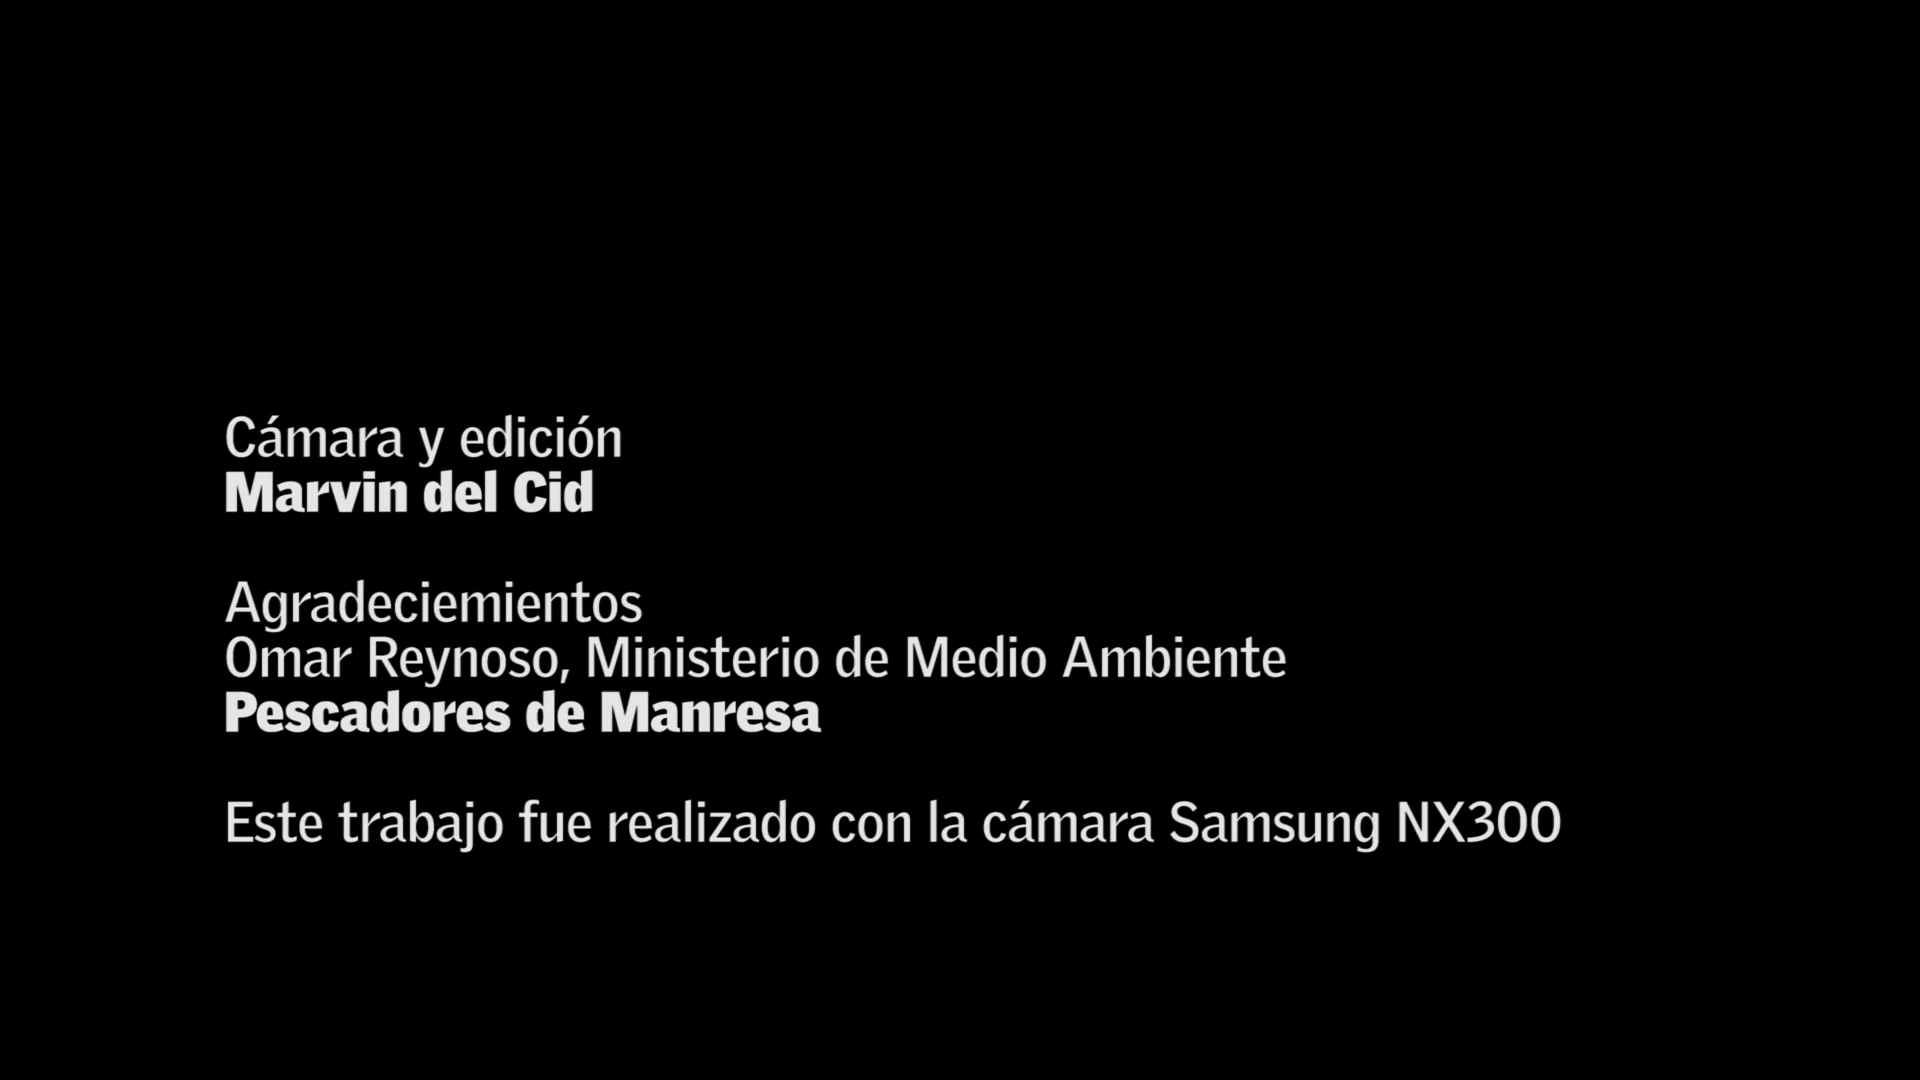 Cámara y edición
Marvin del Cid
Agradeciemientos
Omar Reynoso, Ministerio de Medio Ambiente
Pescadores de Manresa
Este trabajo fue realizado con la cámara Samsung NX300